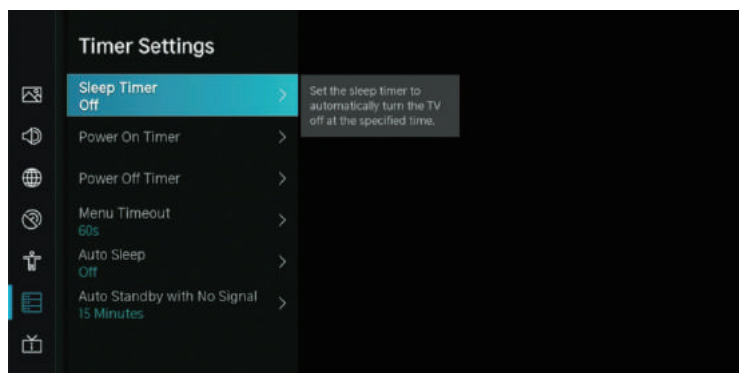 Timer Settings
Sleep Timer
Off
Set the sleep timer to
automatically turn the TV
off at the specified time.
Power On Timer
Power Off Timer
Menu Timeout
60s
Auto Sleep
Off
Auto Standby with No Signal
15 Minutes